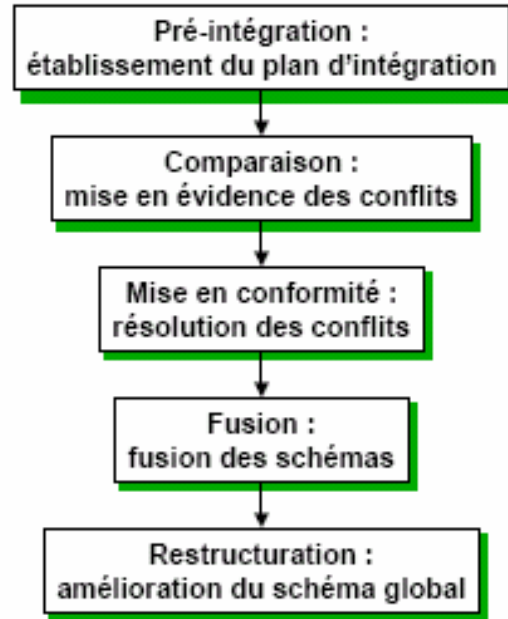 Pré-intégration :
établissement du plan d'intégration
Comparaison :
mise en évidence des conflits
Mise en conformité :
résolution des conflits
Fusion :
fusion des schémas
Restructuration :
amélioration du schéma global